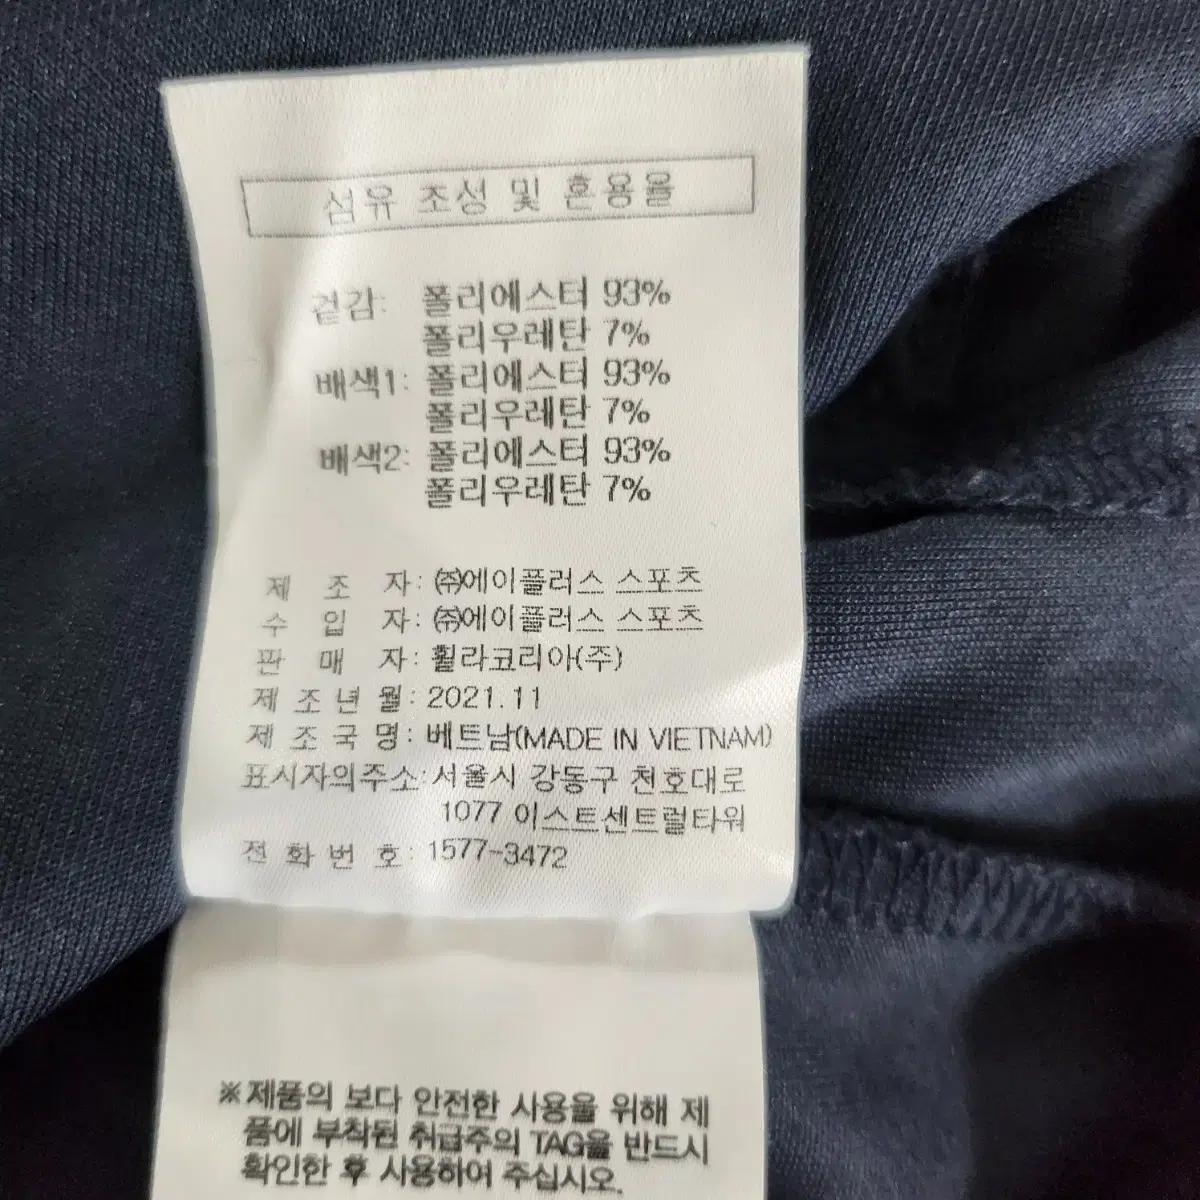 섬유 조성 및 혼용율
겉감: 폴리에스터 93%
폴리우레탄 7%
배색1: 폴리에스터 93%
폴리우레탄 7%
배색2: 폴리에스터 93%
폴리우레탄 7%
제 조 자: ㈜에이플러스 스포츠
수 입 자: ㈜에이플러스 스포츠
판 매 자: 휠라코리아(주)
제 조 년 월: 2021.11
제 조 국 명: 베트남(MADE IN VIETNAM)
표시자의주소: 서울시 강동구 천호대로
1077 이스트센트럴타워
전 화 번 호: 1577-3472
※제품의 보다 안전한 사용을 위해 제
품에 부착된 취급주의 TAG을 반드시
확인한 후 사용하여 주십시오.